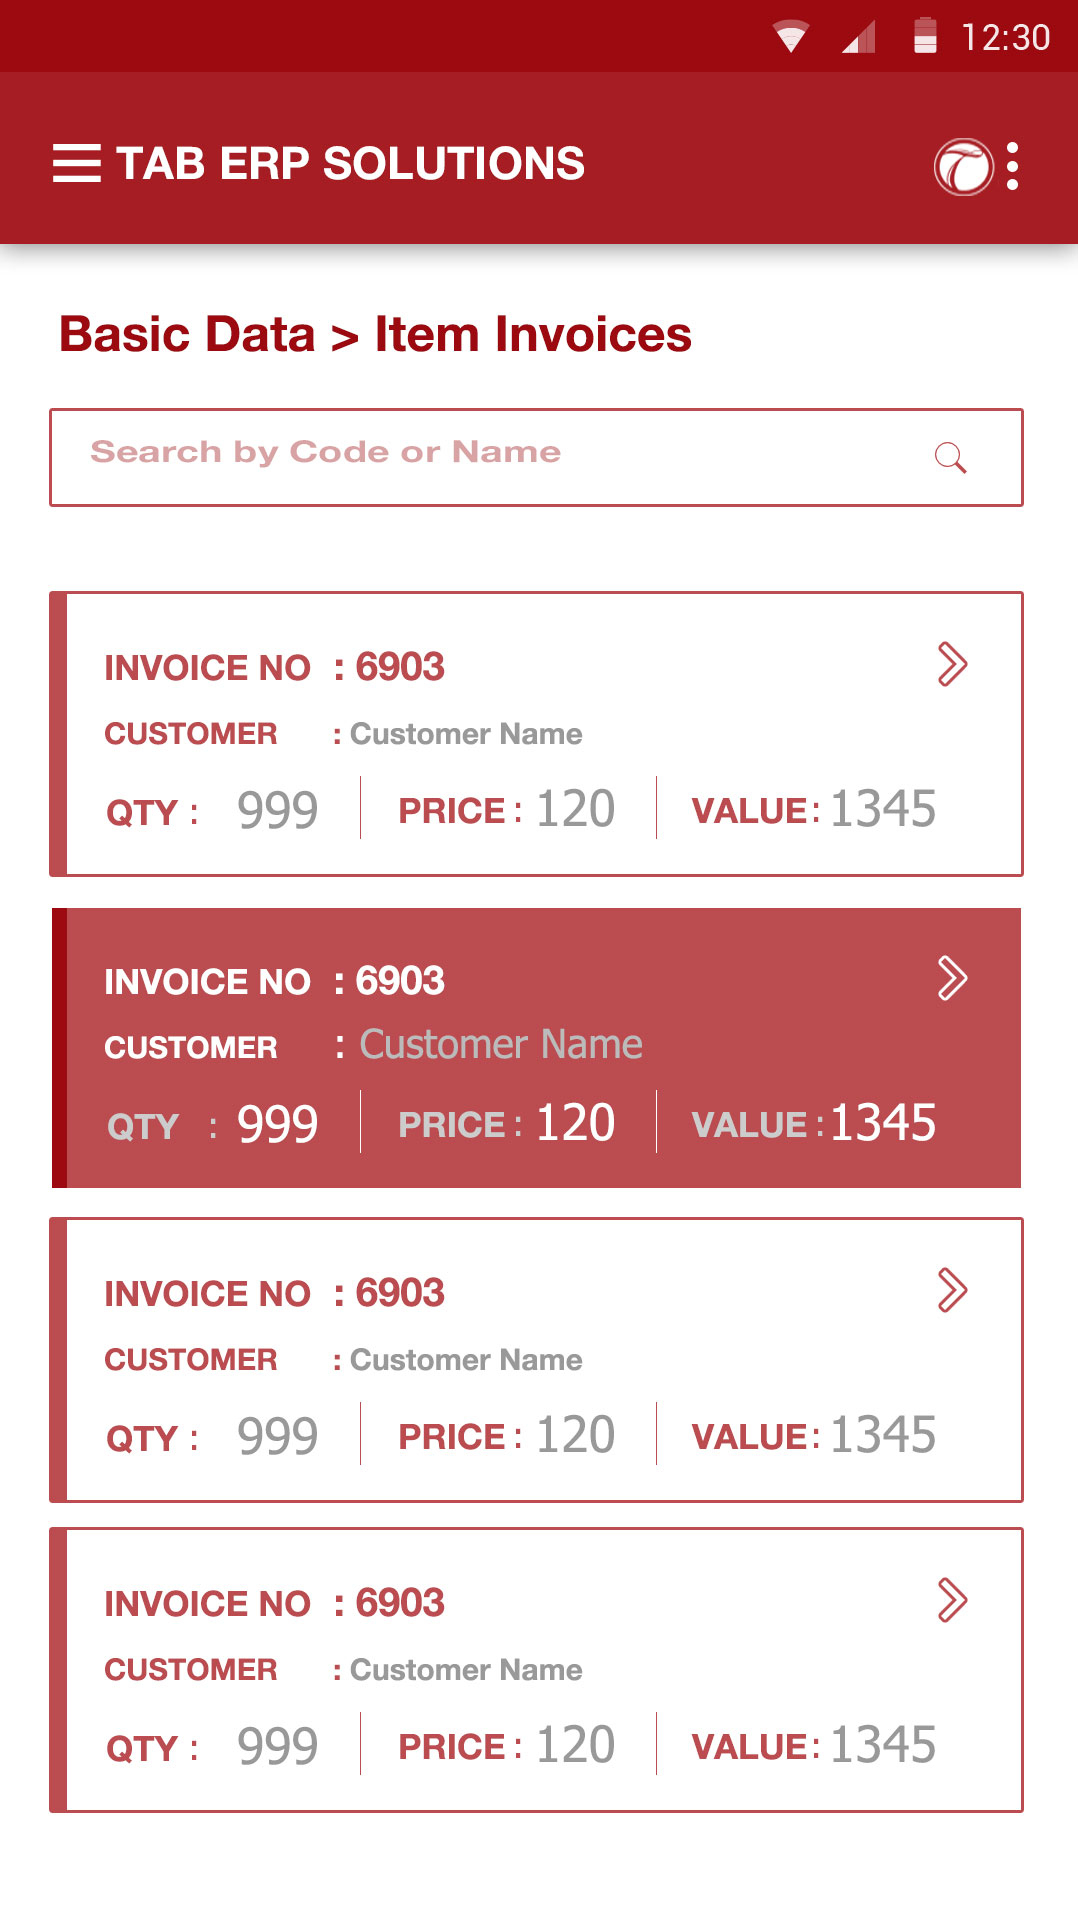 12:30
TAB ERP SOLUTIONS
Basic Data > Item Invoices
Search by Code or Name
INVOICE NO : 6903
CUSTOMER : Customer Name
QTY : 999 PRICE : 120 VALUE : 1345
INVOICE NO : 6903
CUSTOMER : Customer Name
QTY : 999 PRICE : 120 VALUE : 1345
INVOICE NO : 6903
CUSTOMER : Customer Name
QTY : 999 PRICE : 120 VALUE : 1345
INVOICE NO : 6903
CUSTOMER : Customer Name
QTY : 999 PRICE : 120 VALUE : 1345